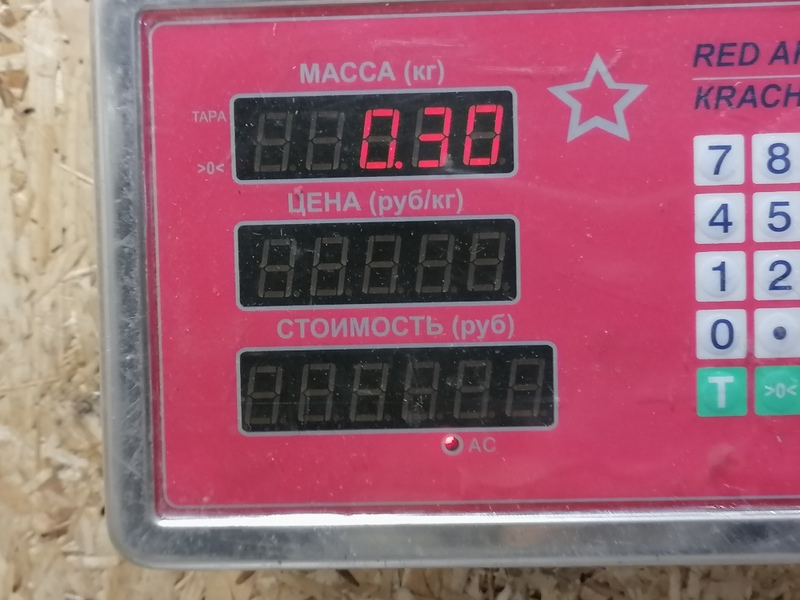 МАССА (кг)
ТАРА
0.30
>0<
ЦЕНА (руб/кг)
СТОИМОСТЬ (руб)
AC
RED
KRACH
7 8
4 5
1 2
0 .
T >0<